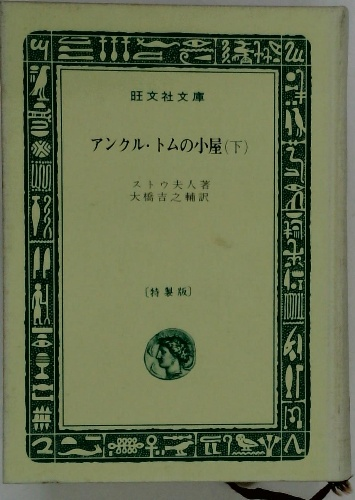 旺文社文庫
アンクル・トムの小屋(下)
ストウ夫人著
大橋吉之輔訳
〔特製版〕